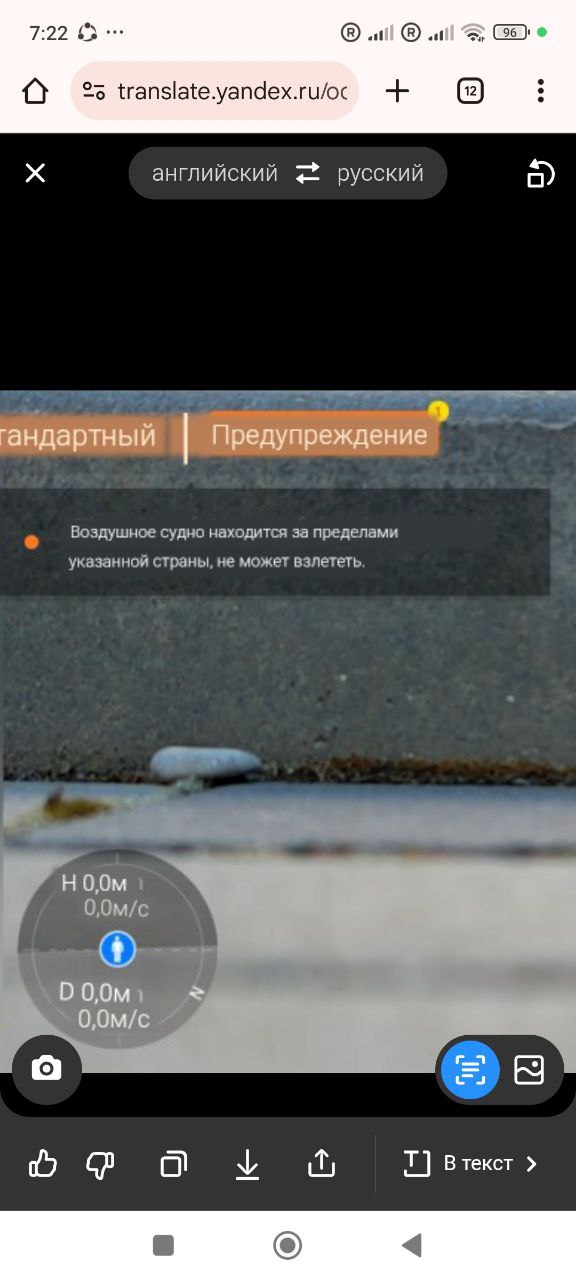 7:22
R
R
96
translate.yandex.ru/oc
12
английский
русский
тандартный
Предупреждение
1
Воздушное судно находится за пределами
указанной страны, не может взлететь.
H 0,0м
0,0м/с
D 0,0м
0,0м/с
N
В текст